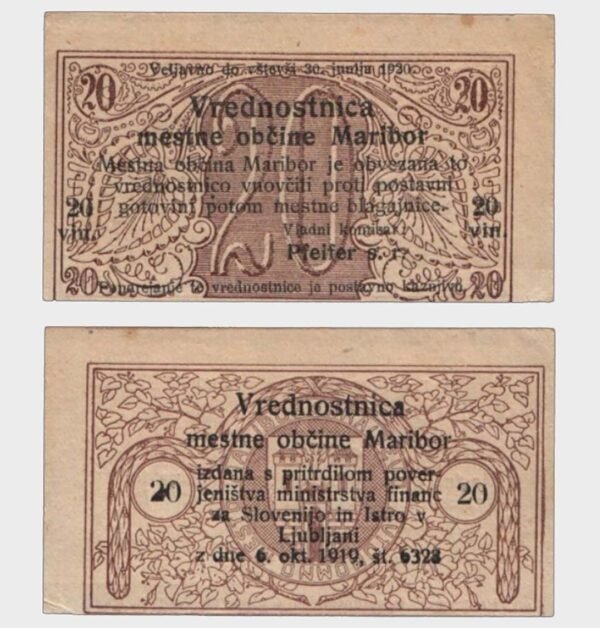 20
Veljavno do vštevši 30. junija 1920.
20
Vrednostnica
mestne občine Maribor
Mestna občina Maribor je obvezana to
vrednostnico vnovčiti proti postavni
gotovini potom mestne blagajnice.
20
vin.
20
vin.
Vladni komisar:
Pfeifer s. r.
20
Ponarejanje te vrednostnice je postavno kaznjivo.
20
20
Vrednostnica
mestne občine Maribor
izdana s pritrdilom pover-
jeništva ministrstva financ
za Slovenijo in Istro v
Ljubljani
z dne 6. okt. 1919, št. 6323
20
20